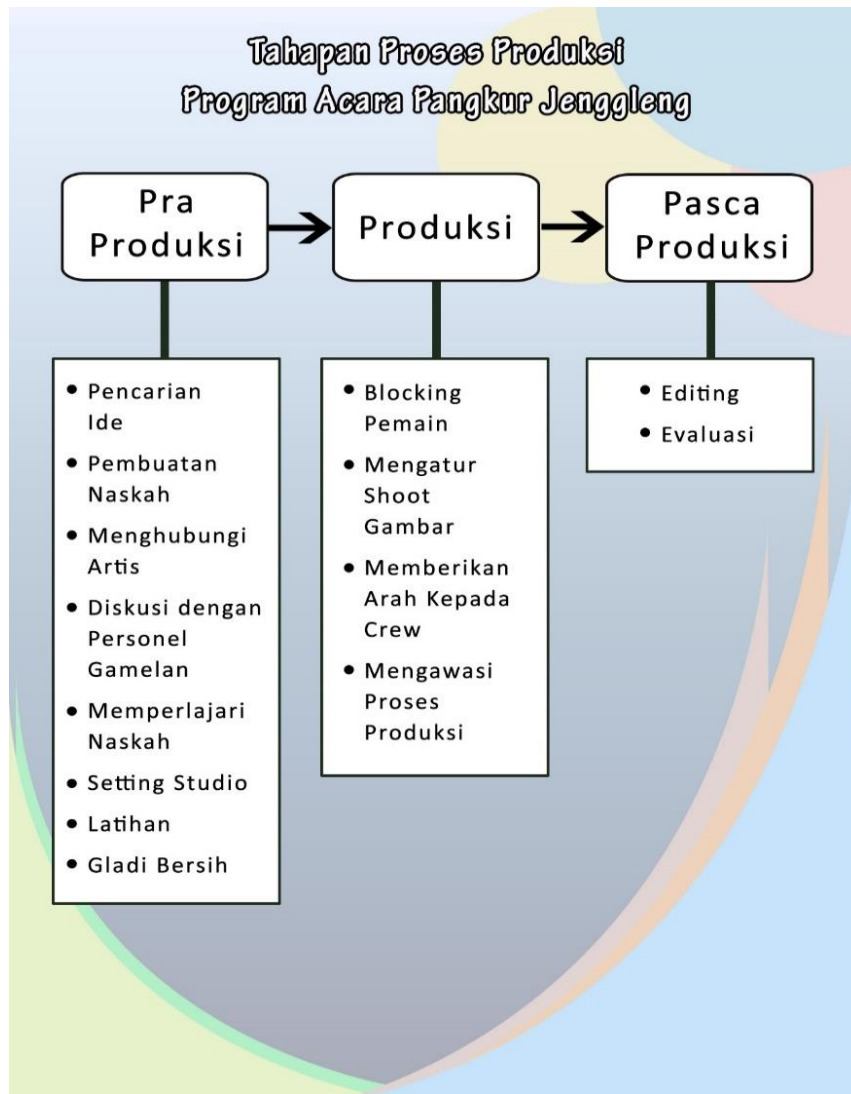 Tahapan Proses Produksi
Program Acara Pangkur Jenggleng
Pra
Produksi
Produksi
Pasca
Produksi
• Pencarian
Ide
• Pembuatan
Naskah
• Menghubungi
Artis
• Diskusi dengan
Personel
Gamelan
• Memperlajari
Naskah
• Setting Studio
• Latihan
• Gladi Bersih
• Blocking
Pemain
• Mengatur
Shoot
Gambar
• Memberikan
Arah Kepada
Crew
• Mengawasi
Proses
Produksi
• Editing
• Evaluasi